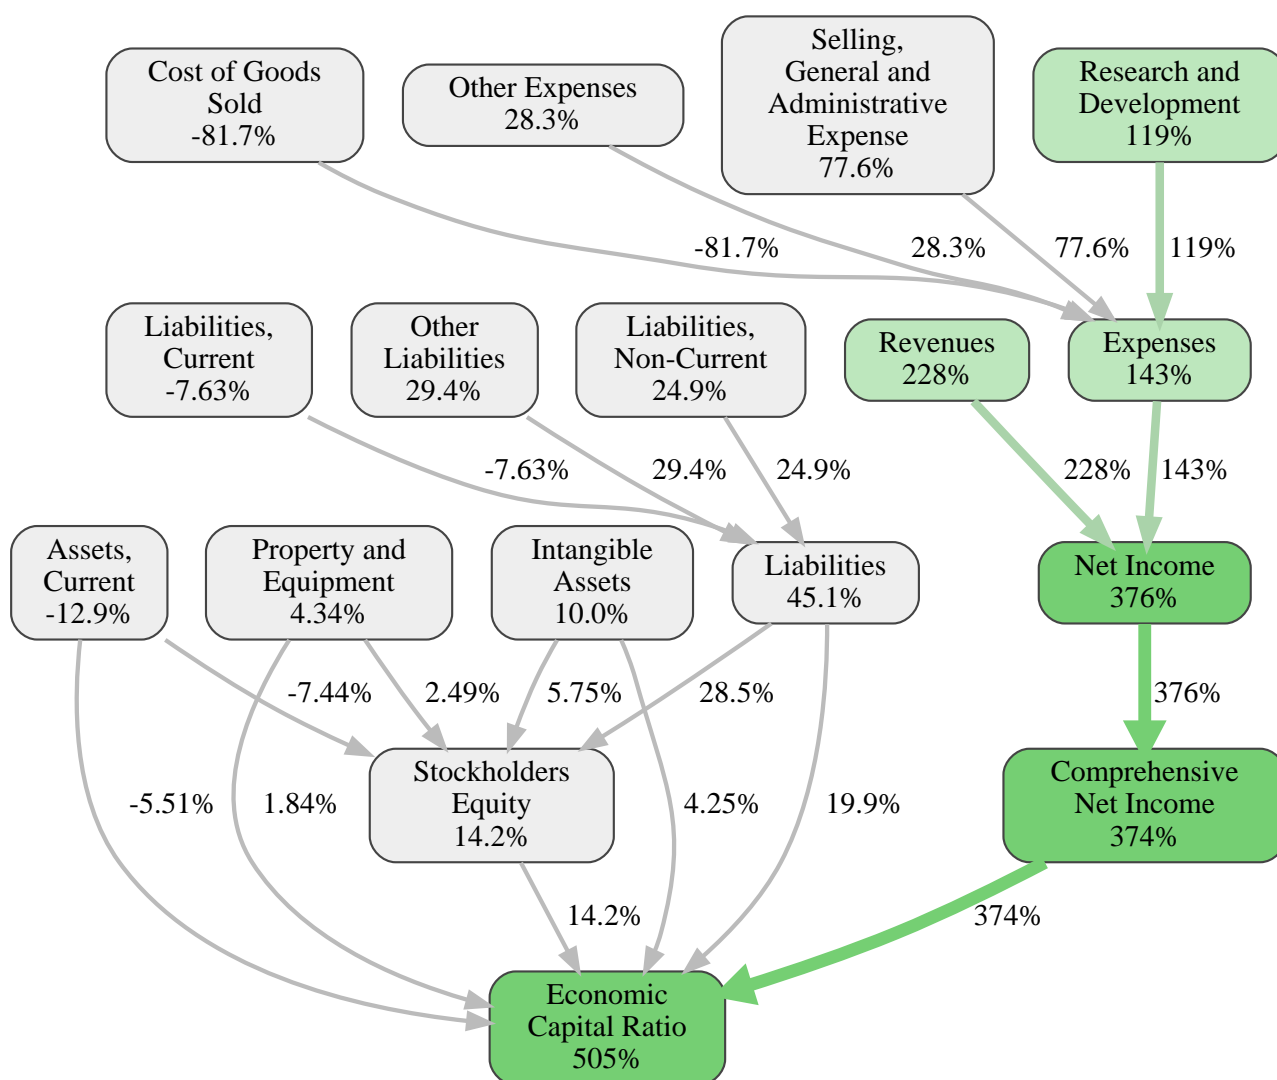 Cost of Goods
Sold
-81.7%
Other Expenses
28.3%
Selling,
General and
Administrative
Expense
77.6%
Research and
Development
119%
-81.7%
28.3%
77.6%
119%
Liabilities,
Current
-7.63%
Other
Liabilities
29.4%
Liabilities,
Non-Current
24.9%
Revenues
228%
Expenses
143%
-7.63%
29.4%
24.9%
228%
143%
Assets,
Current
-12.9%
Property and
Equipment
4.34%
Intangible
Assets
10.0%
Liabilities
45.1%
Net Income
376%
-7.44%
2.49%
5.75%
28.5%
376%
Stockholders
Equity
14.2%
Comprehensive
Net Income
374%
-5.51%
1.84%
4.25%
19.9%
14.2%
374%
Economic
Capital Ratio
505%